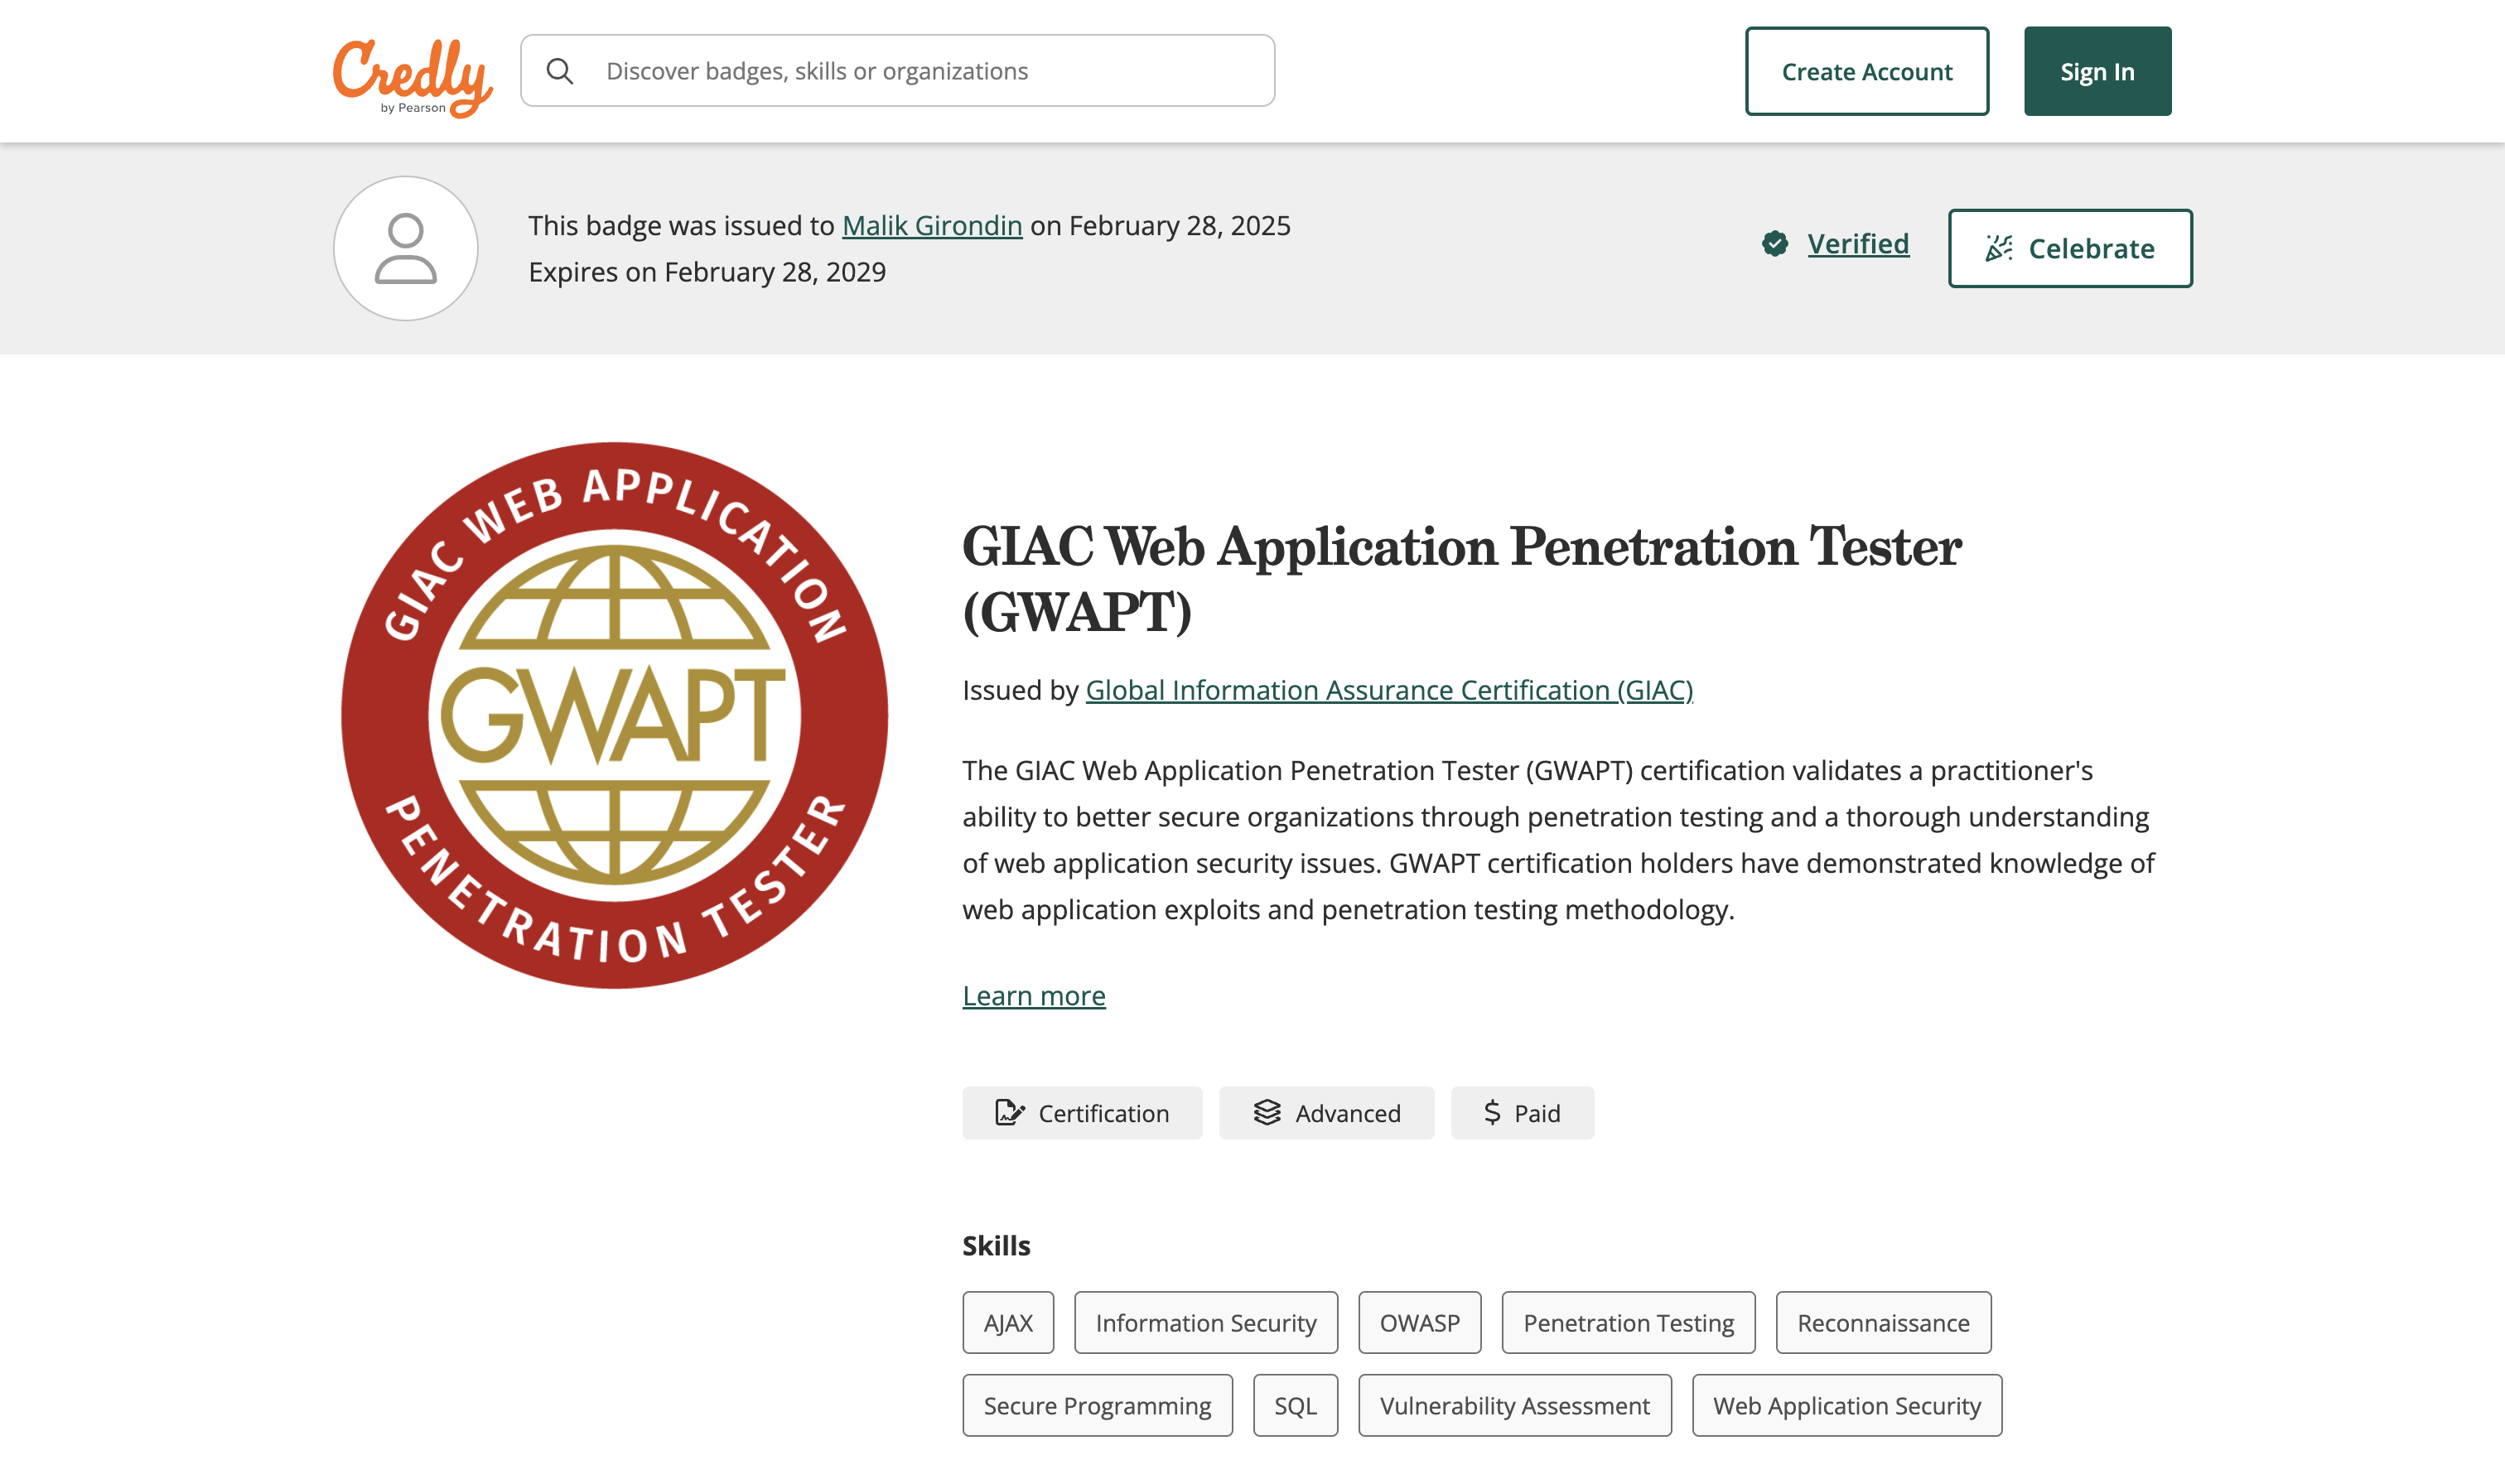 Credly
by Pearson
Discover badges, skills or organizations
Create Account
Sign In
This badge was issued to Malik Girondin on February 28, 2025
Expires on February 28, 2029
Verified
Celebrate
GIAC WEB APPLICATION
GWAPT
PENETRATION TESTER
GIAC Web Application Penetration Tester
(GWAPT)
Issued by Global Information Assurance Certification (GIAC)
The GIAC Web Application Penetration Tester (GWAPT) certification validates a practitioner's
ability to better secure organizations through penetration testing and a thorough understanding
of web application security issues. GWAPT certification holders have demonstrated knowledge of
web application exploits and penetration testing methodology.
Learn more
Certification
Advanced
$ Paid
Skills
AJAX
Information Security
OWASP
Penetration Testing
Reconnaissance
Secure Programming
SQL
Vulnerability Assessment
Web Application Security